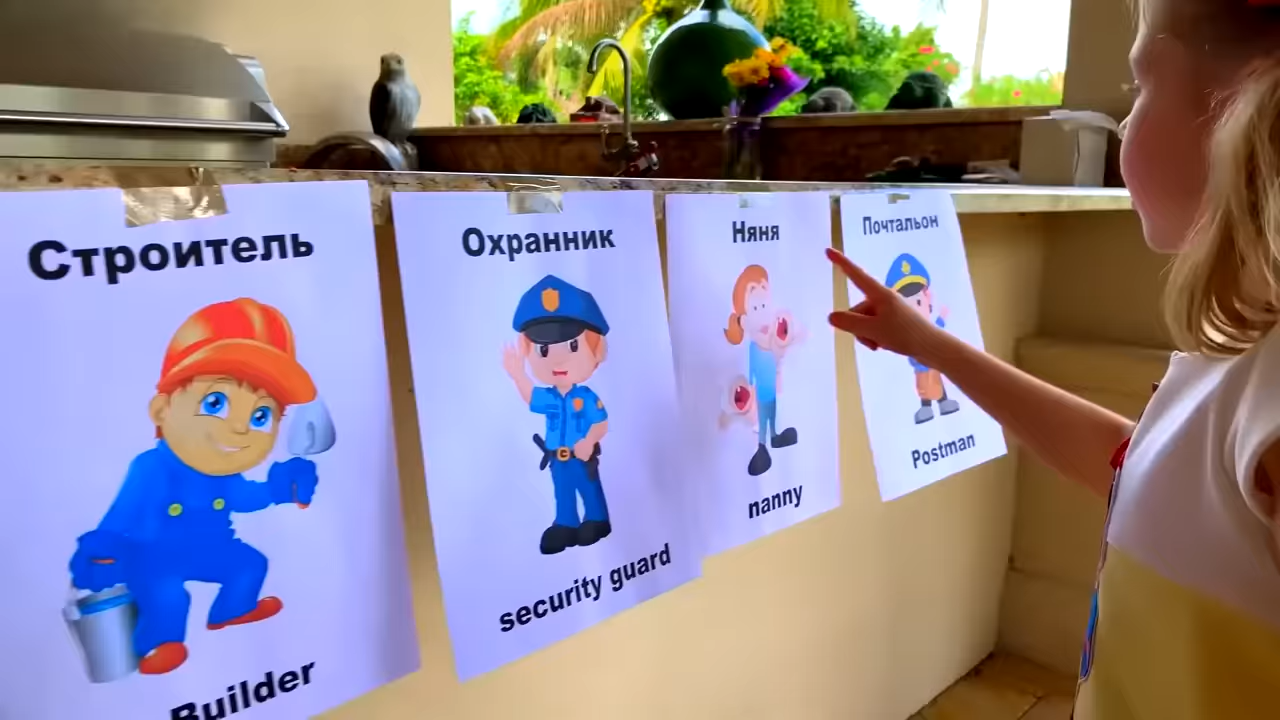 Строитель
Builder
Охранник
security guard
Няня
nanny
Почтальон
Postman